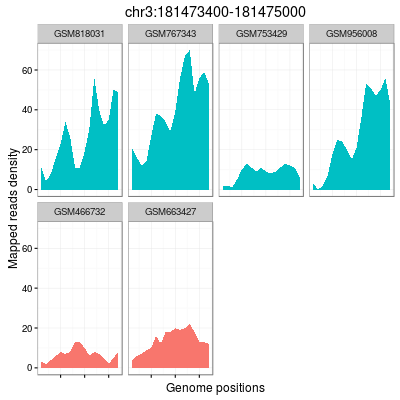 chr3:181473400-181475000
GSM818031 GSM767343 GSM753429 GSM956008
60
40
20
0
GSM466732 GSM663427
60
40
20
0
Mapped reads density
Genome positions